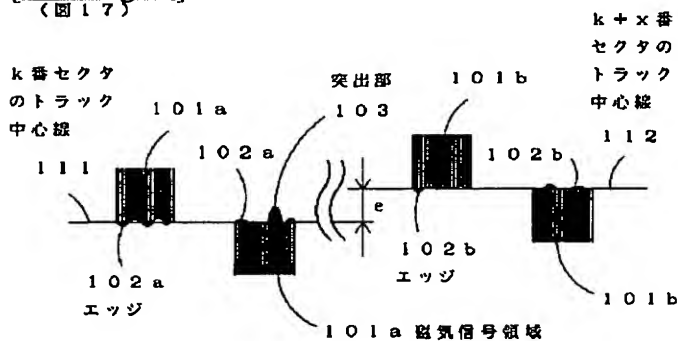 (図17)
k番セクタ
のトラック
中心線
111
101a
102a
突出部
103
101b
k+x番
セクタの
トラック
中心線
102b
112
e
102a
エッジ
102b
エッジ
101b
101a 磁気信号領域